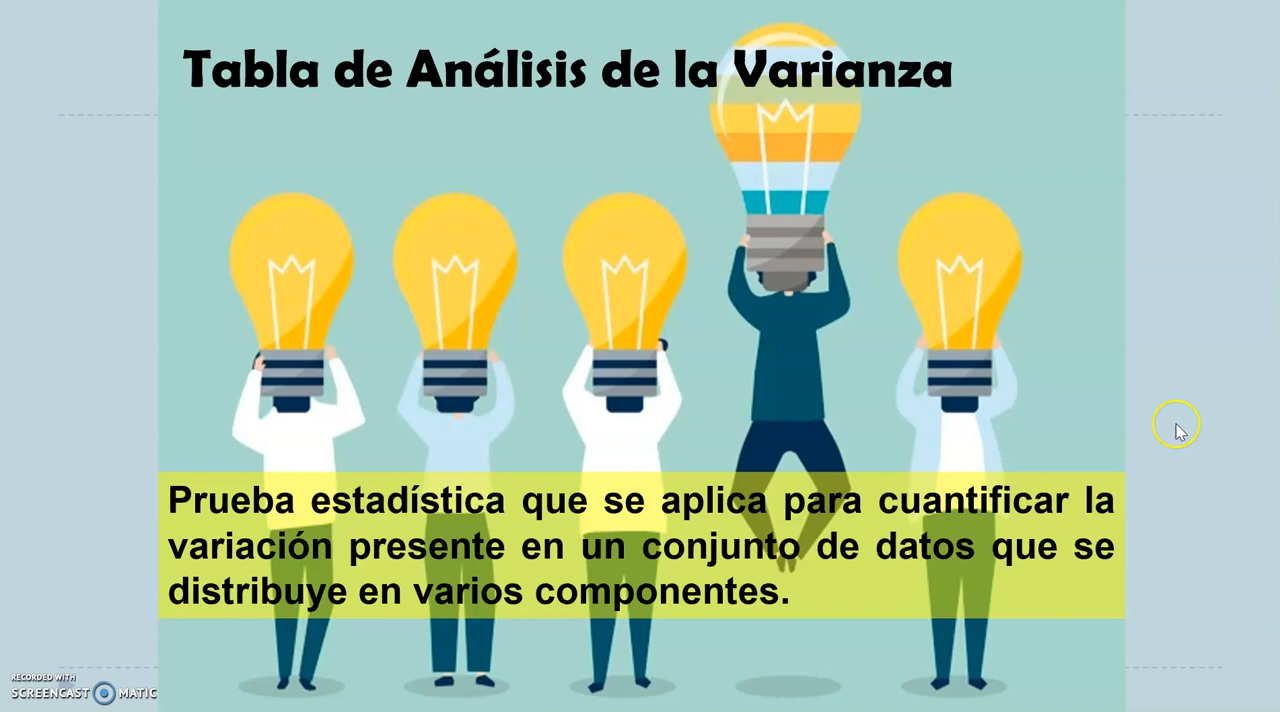 Tabla de Análisis de la Varianza
Prueba estadística que se aplica para cuantificar la
variación presente en un conjunto de datos que se
distribuye en varios componentes.
RECORDED WITH
SCREENCAST MATIC